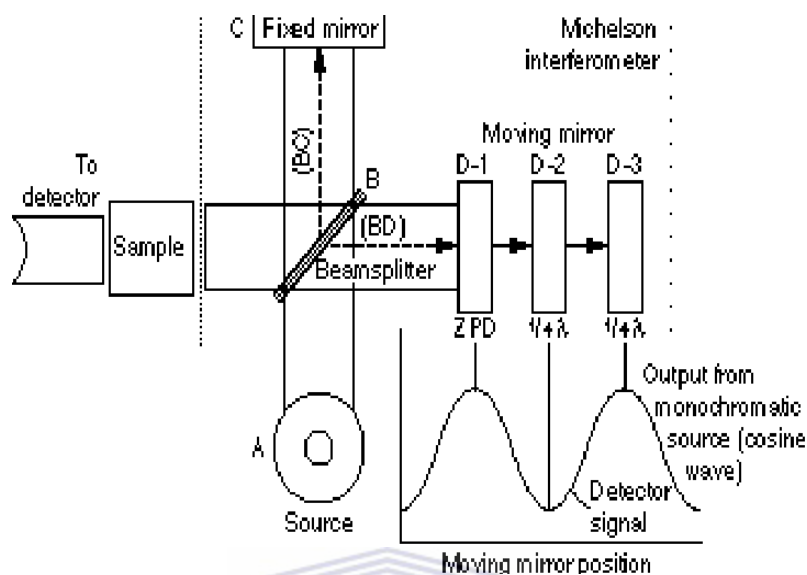 C Fixed mirror
Michelson
interferometer
(BC)
Moving mirror
To
detector
B
D-1 D-2 D-3
Sample
(BD)
Beamsplitter
ZPD 1/4 λ 1/4 λ
Output from
monochromatic
source (cosine
wave)
A
Detector
signal
Source
Moving mirror position